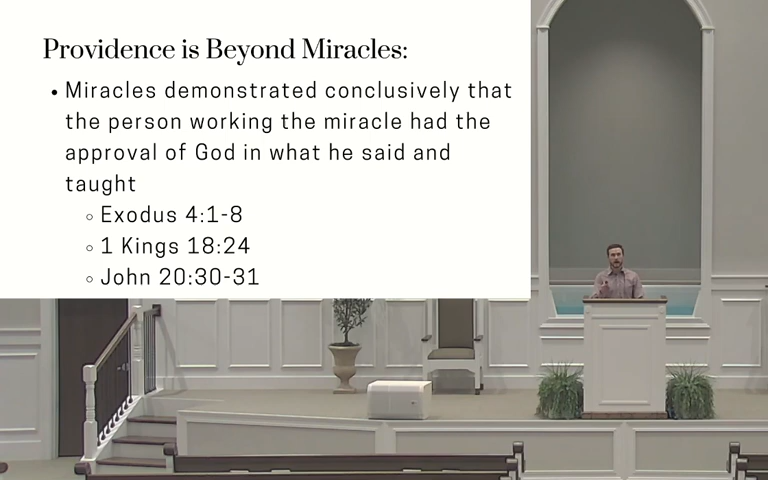 Providence is Beyond Miracles:
• Miracles demonstrated conclusively that
the person working the miracle had the
approval of God in what he said and
taught
◦ Exodus 4:1-8
◦ 1 Kings 18:24
◦ John 20:30-31